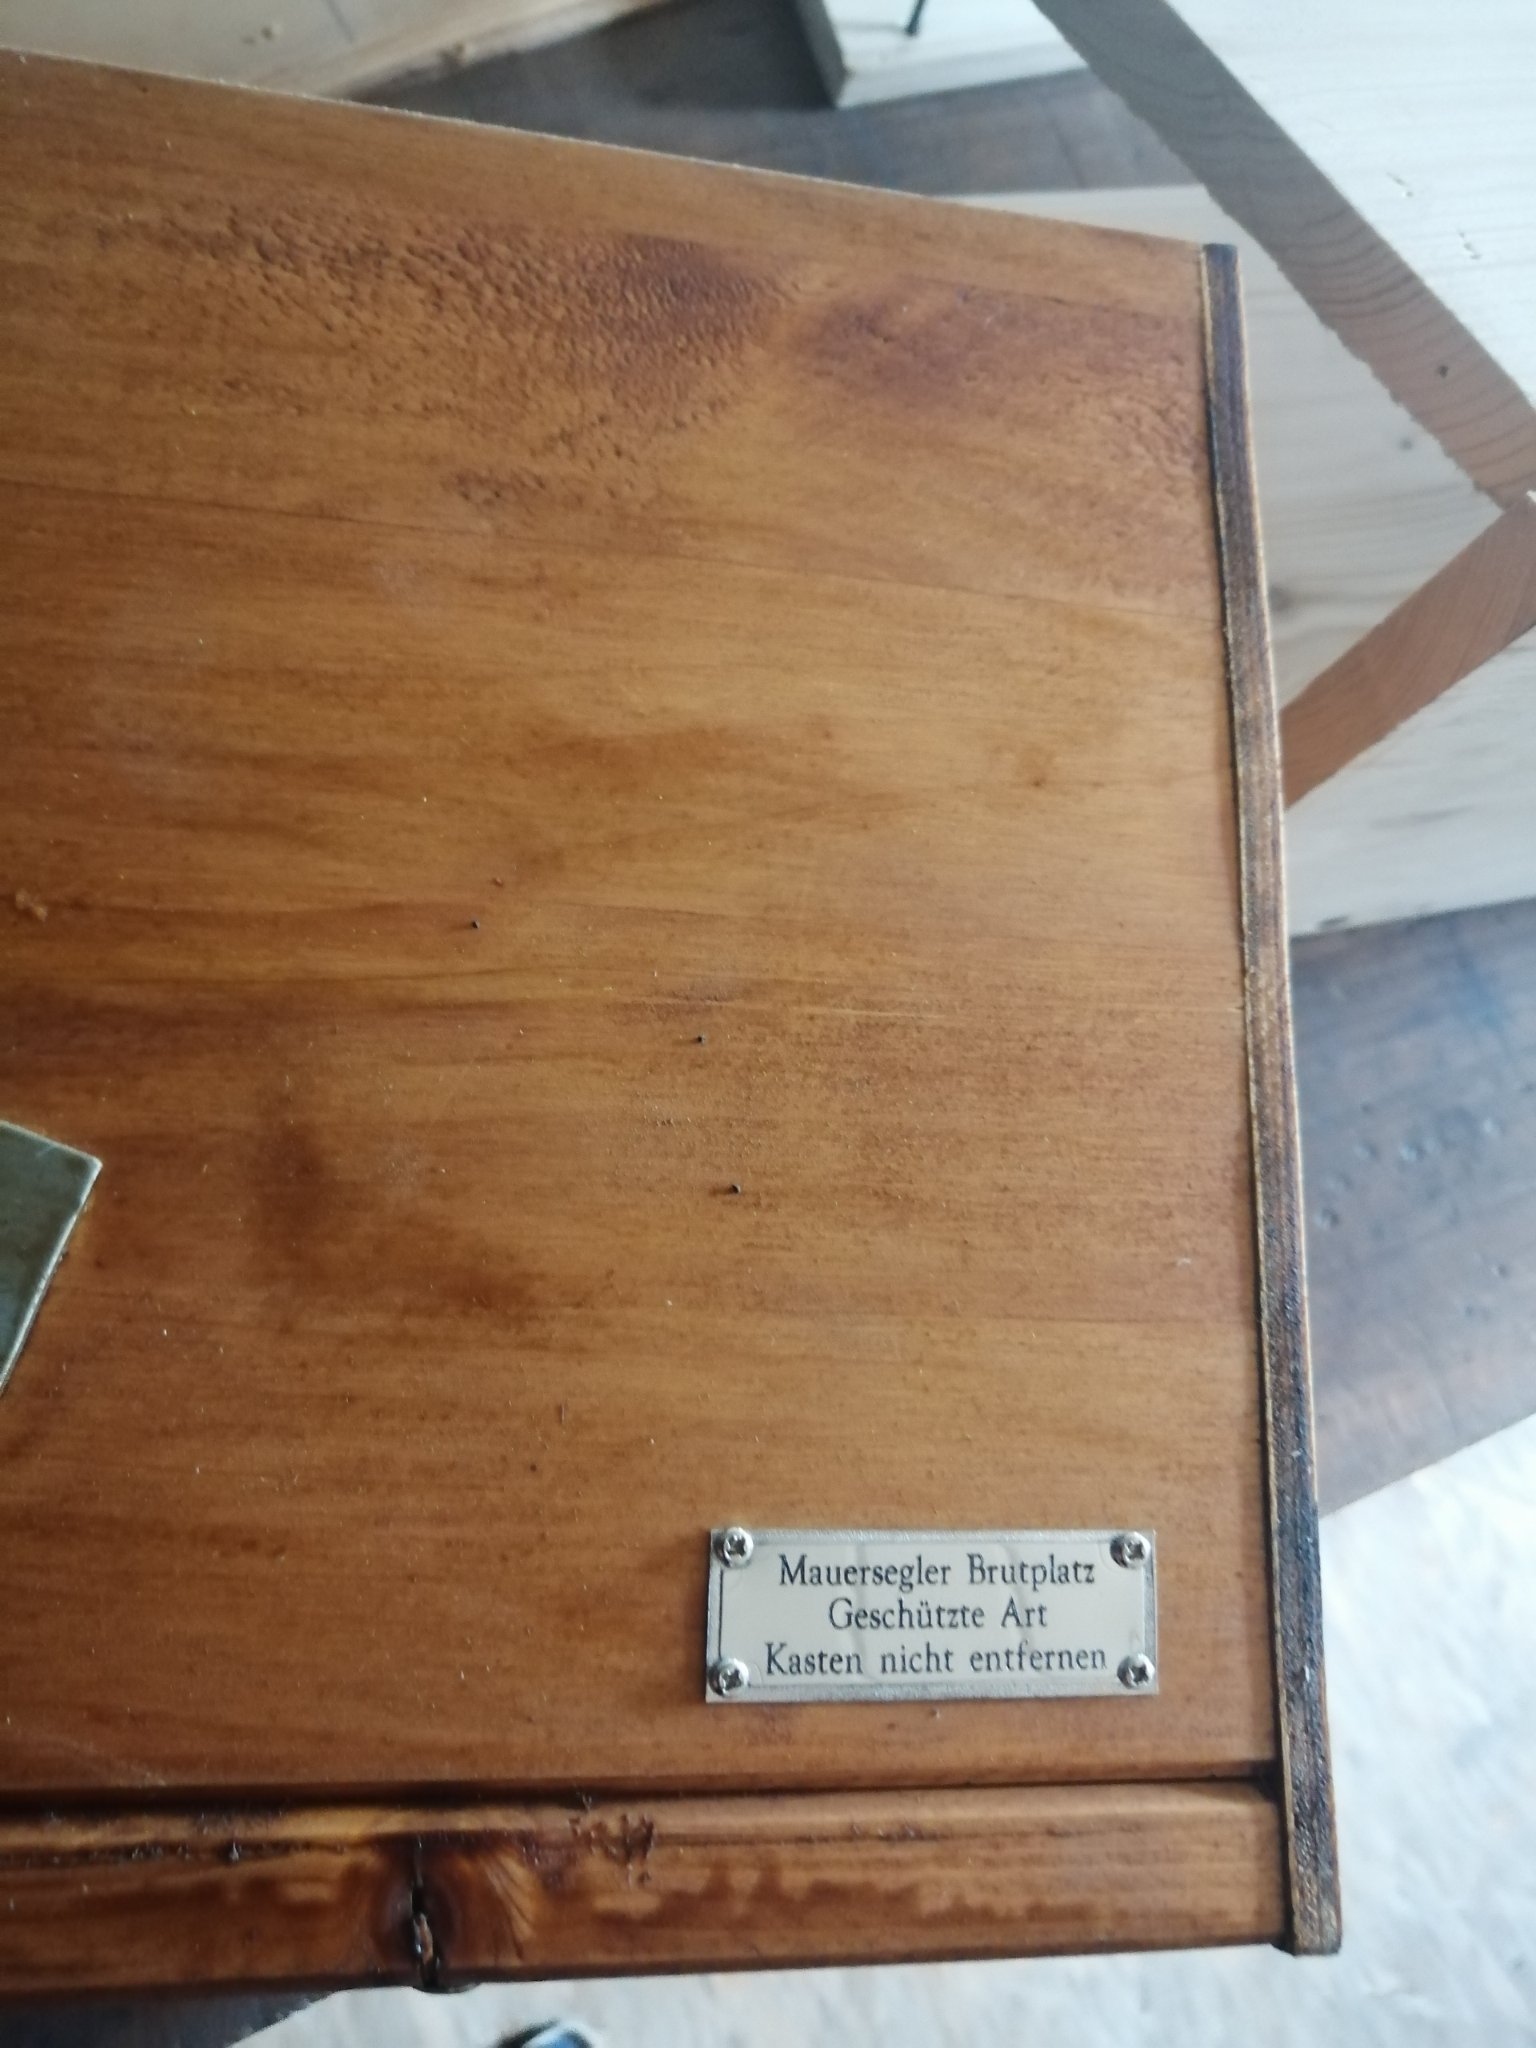 Mauersegler Brutplatz
Geschützte Art
Kasten nicht entfernen